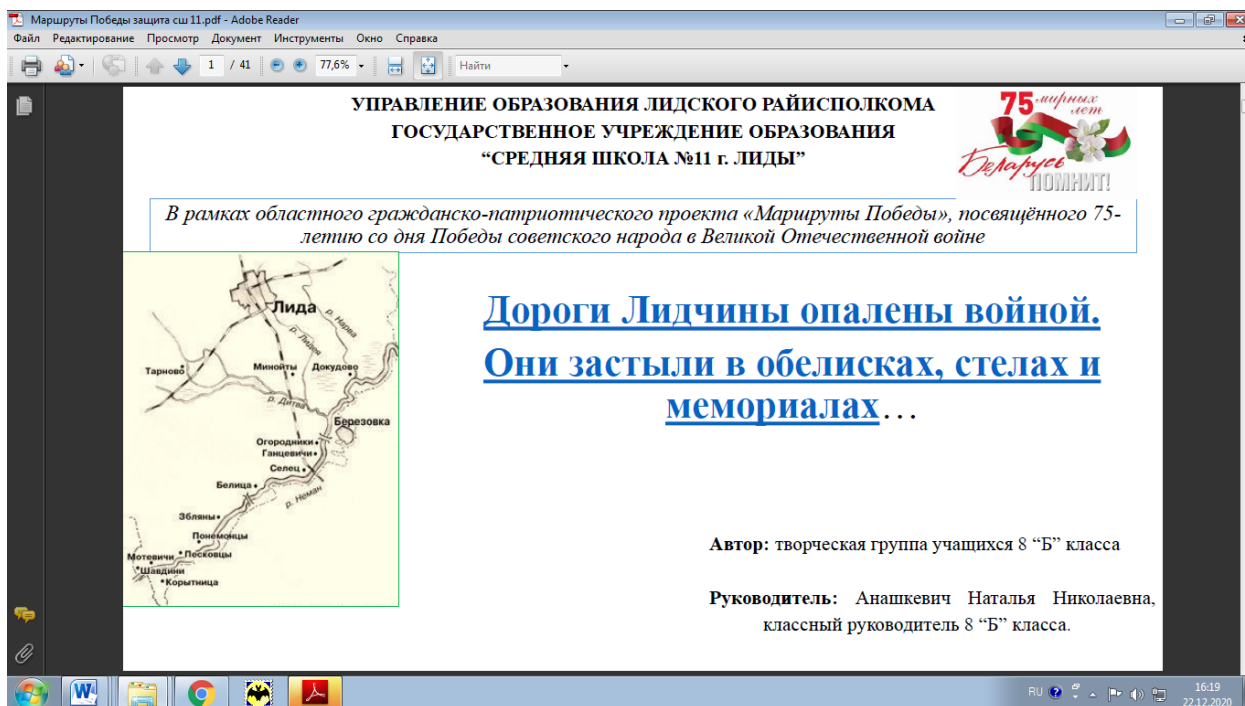 Маршруты Победы защита сш 11.pdf - Adobe Reader
Файл Редактирование Просмотр Документ Инструменты Окно Справка
1 / 41 77,6% Найти
УПРАВЛЕНИЕ ОБРАЗОВАНИЯ ЛИДСКОГО РАЙИСПОЛКОМА
ГОСУДАРСТВЕННОЕ УЧРЕЖДЕНИЕ ОБРАЗОВАНИЯ
“СРЕДНЯЯ ШКОЛА №11 г. ЛИДЫ”
75 мирных
лет
Беларусь
ПОМНИТ!
В рамках областного гражданско-патриотического проекта «Маршруты Победы», посвящённого 75-
летию со дня Победы советского народа в Великой Отечественной войне
Лида
р. Нарва
р. Лидея
Тарново
Минойты
Докудово
р. Дитва
Березовка
Огородники
Ганцевичи
Селец
Белица
р. Неман
Збляны
Понемонцы
Мотевичи
Песковцы
Шавдини
Корытница
Дороги Лидчины опалены войной.
Они застыли в обелисках, стелах и
мемориалах…
Автор: творческая группа учащихся 8 “Б” класса
Руководитель: Анашкевич Наталья Николаевна,
классный руководитель 8 “Б” класса.
RU
16:19
22.12.2020